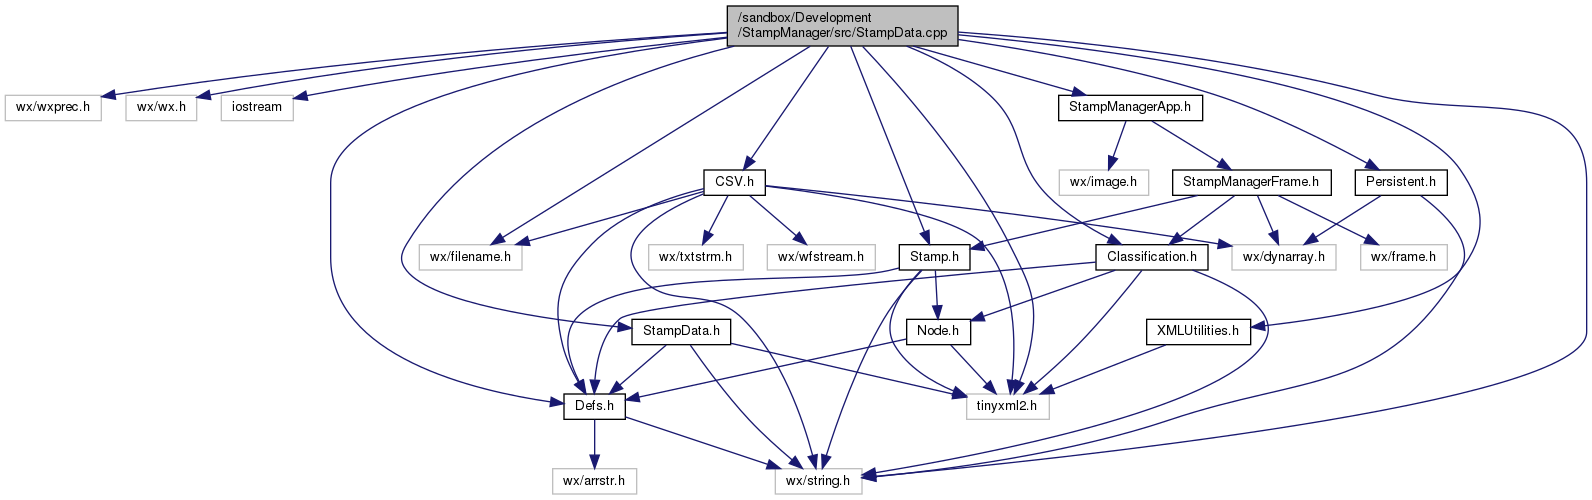 /sandbox/Development
/StampManager/src/StampData.cpp
wx/wxprec.h
wx/wx.h
iostream
StampManagerApp.h
CSV.h
wx/image.h
StampManagerFrame.h
Persistent.h
wx/filename.h
wx/txtstrm.h
wx/wfstream.h
Stamp.h
Classification.h
wx/dynarray.h
wx/frame.h
StampData.h
Node.h
XMLUtilities.h
Defs.h
tinyxml2.h
wx/arrstr.h
wx/string.h